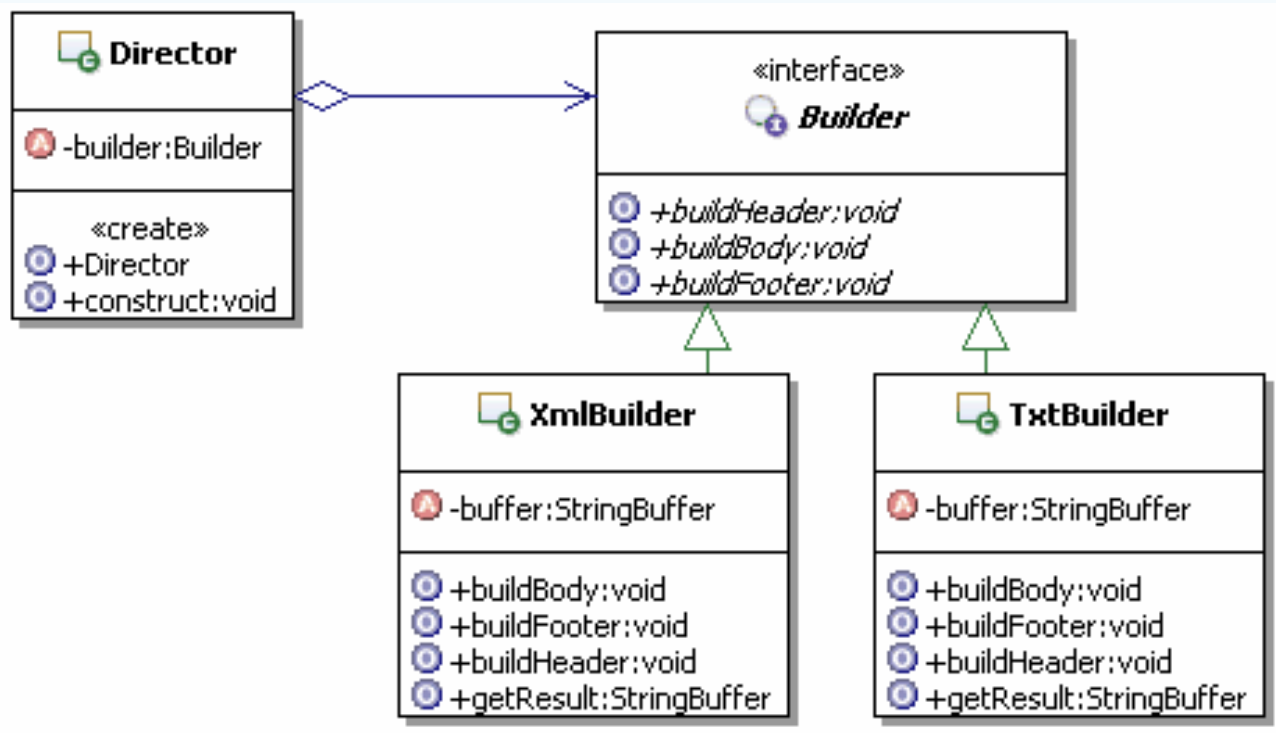 Director
-builder:Builder
«create»
+Director
+construct:void
«interface»
Builder
+buildHeader:void
+buildBody:void
+buildFooter:void
XmlBuilder
-buffer:StringBuffer
+buildBody:void
+buildFooter:void
+buildHeader:void
+getResult:StringBuffer
TxtBuilder
-buffer:StringBuffer
+buildBody:void
+buildFooter:void
+buildHeader:void
+getResult:StringBuffer